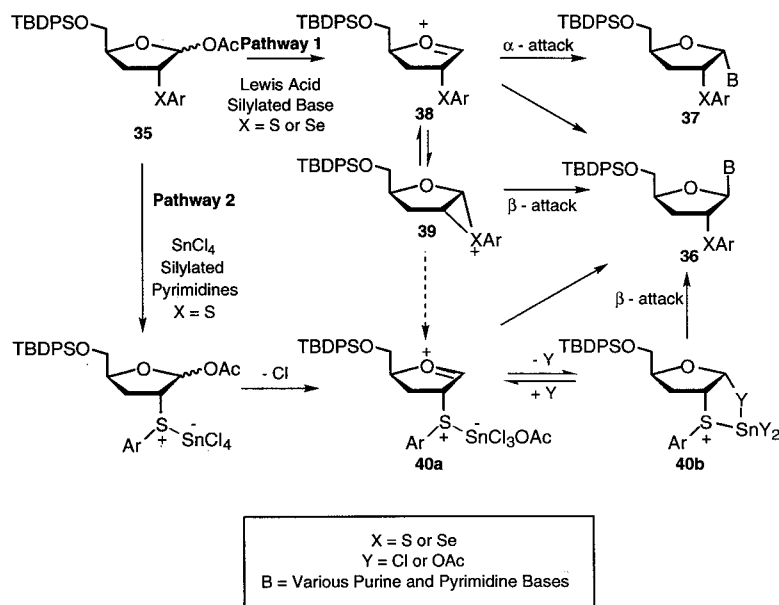 TBDPSO
O
OAc
XAr
35
Pathway 1
Lewis Acid
Silylated Base
X = S or Se
TBDPSO
+
O
XAr
38
α- attack
TBDPSO
O
B
XAr
37
TBDPSO
O
XAr
+
39
β - attack
TBDPSO
B
O
XAr
36
Pathway 2
SnCl4
Silylated
Pyrimidines
X = S
β - attack
TBDPSO
O
OAc
S
+
-
Ar
SnCl4
- Cl
TBDPSO
+
O
S
+
-
Ar
SnCl3OAc
40a
- Y
+ Y
TBDPSO
O
Y
S
+
Ar
SnY2
40b
X = S or Se
Y = Cl or OAc
B = Various Purine and Pyrimidine Bases